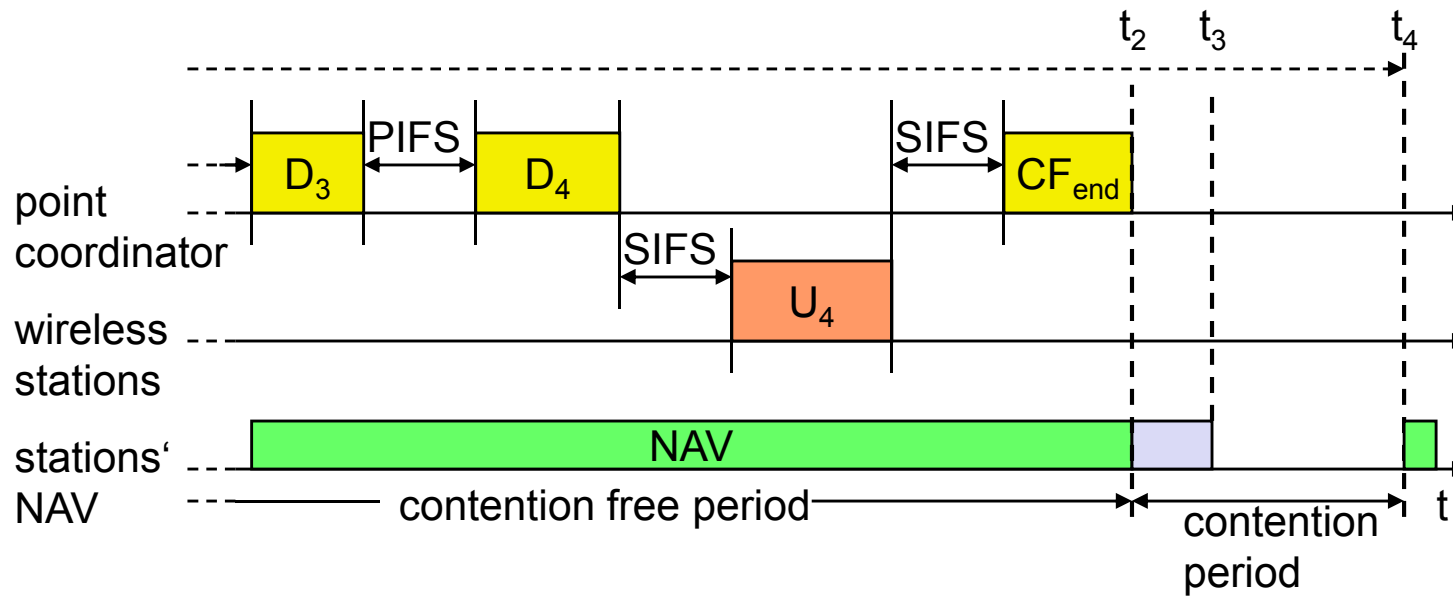 t2 t3 t4
PIFS SIFS
D3 D4 CFend
point
coordinator
SIFS
U4
wireless
stations
NAV
stations‘
NAV
contention free period
contention
period
t